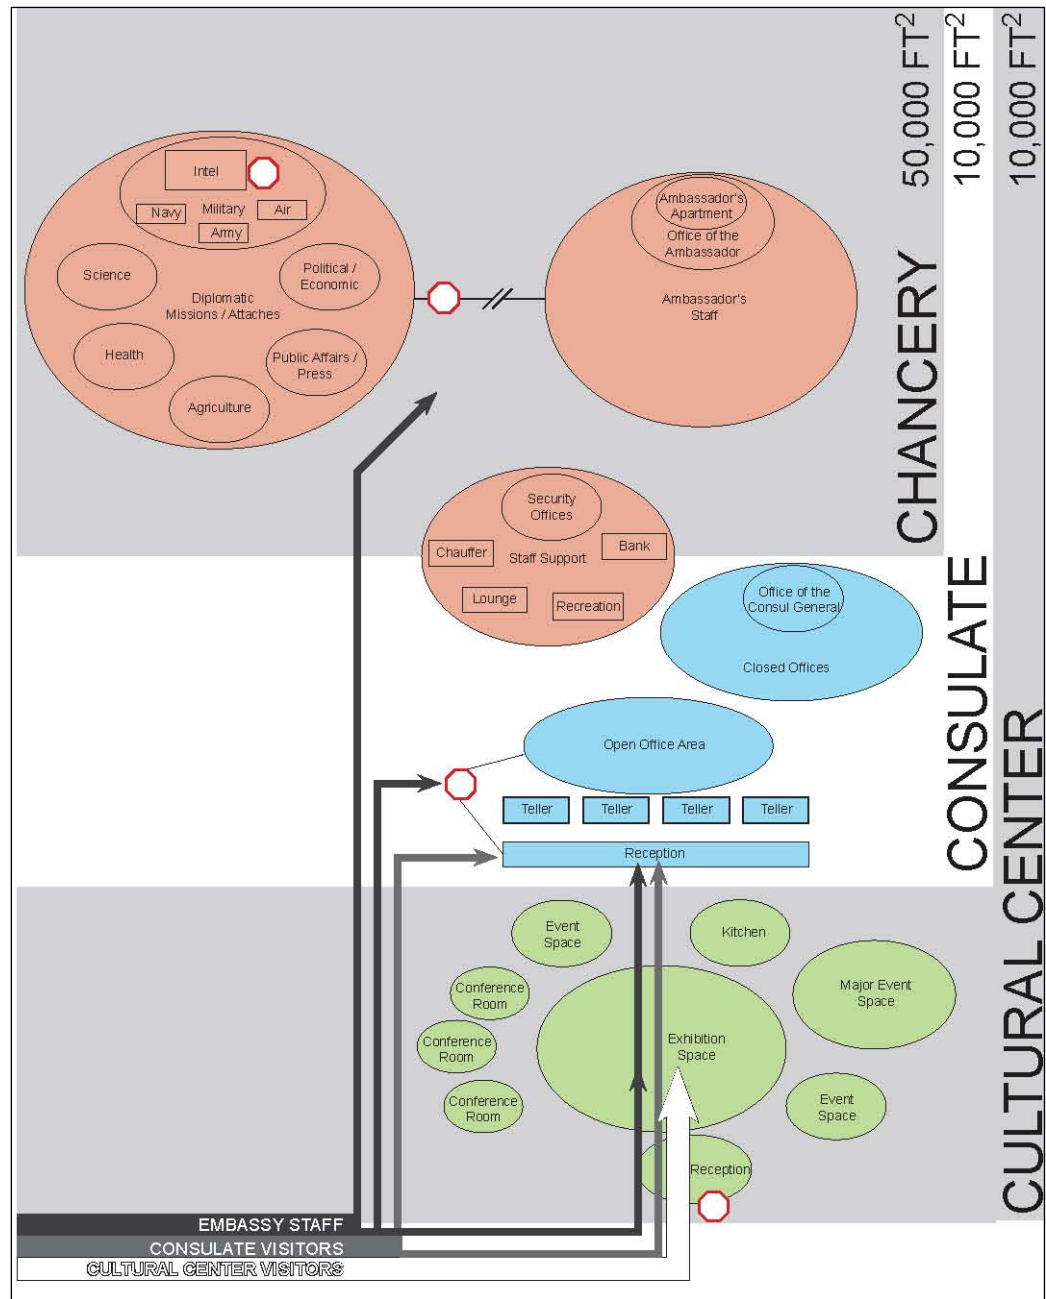 50,000 FT²
10,000 FT²
10,000 FT²
CHANCERY
CONSULATE
CULTURAL CENTER
Intel
Navy
Military
Air
Army
Science
Political /
Economic
Diplomatic
Missions / Attaches
Health
Public Affairs /
Press
Agriculture
Ambassador's
Apartment
Office of the
Ambassador
Ambassador's
Staff
Security
Offices
Chauffer
Staff Support
Bank
Lounge
Recreation
Office of the
Consul General
Closed Offices
Open Office Area
Teller
Teller
Teller
Teller
Reception
Event
Space
Kitchen
Conference
Room
Major Event
Space
Conference
Room
Exhibition
Space
Conference
Room
Event
Space
Reception
EMBASSY STAFF
CONSULATE VISITORS
CULTURAL CENTER VISITORS